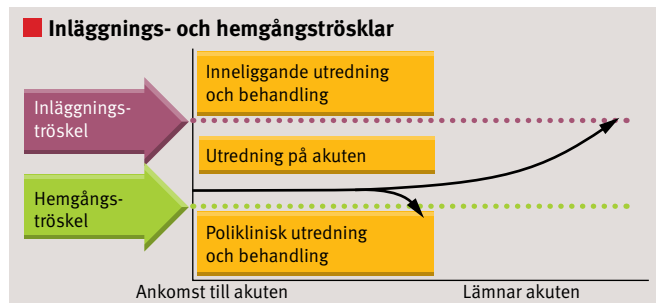 Inläggnings- och hemgångströsklar
Inneliggande utredning
och behandling
Inläggnings-
tröskel
Utredning på akuten
Hemgångs-
tröskel
Poliklinisk utredning
och behandling
Ankomst till akuten
Lämnar akuten